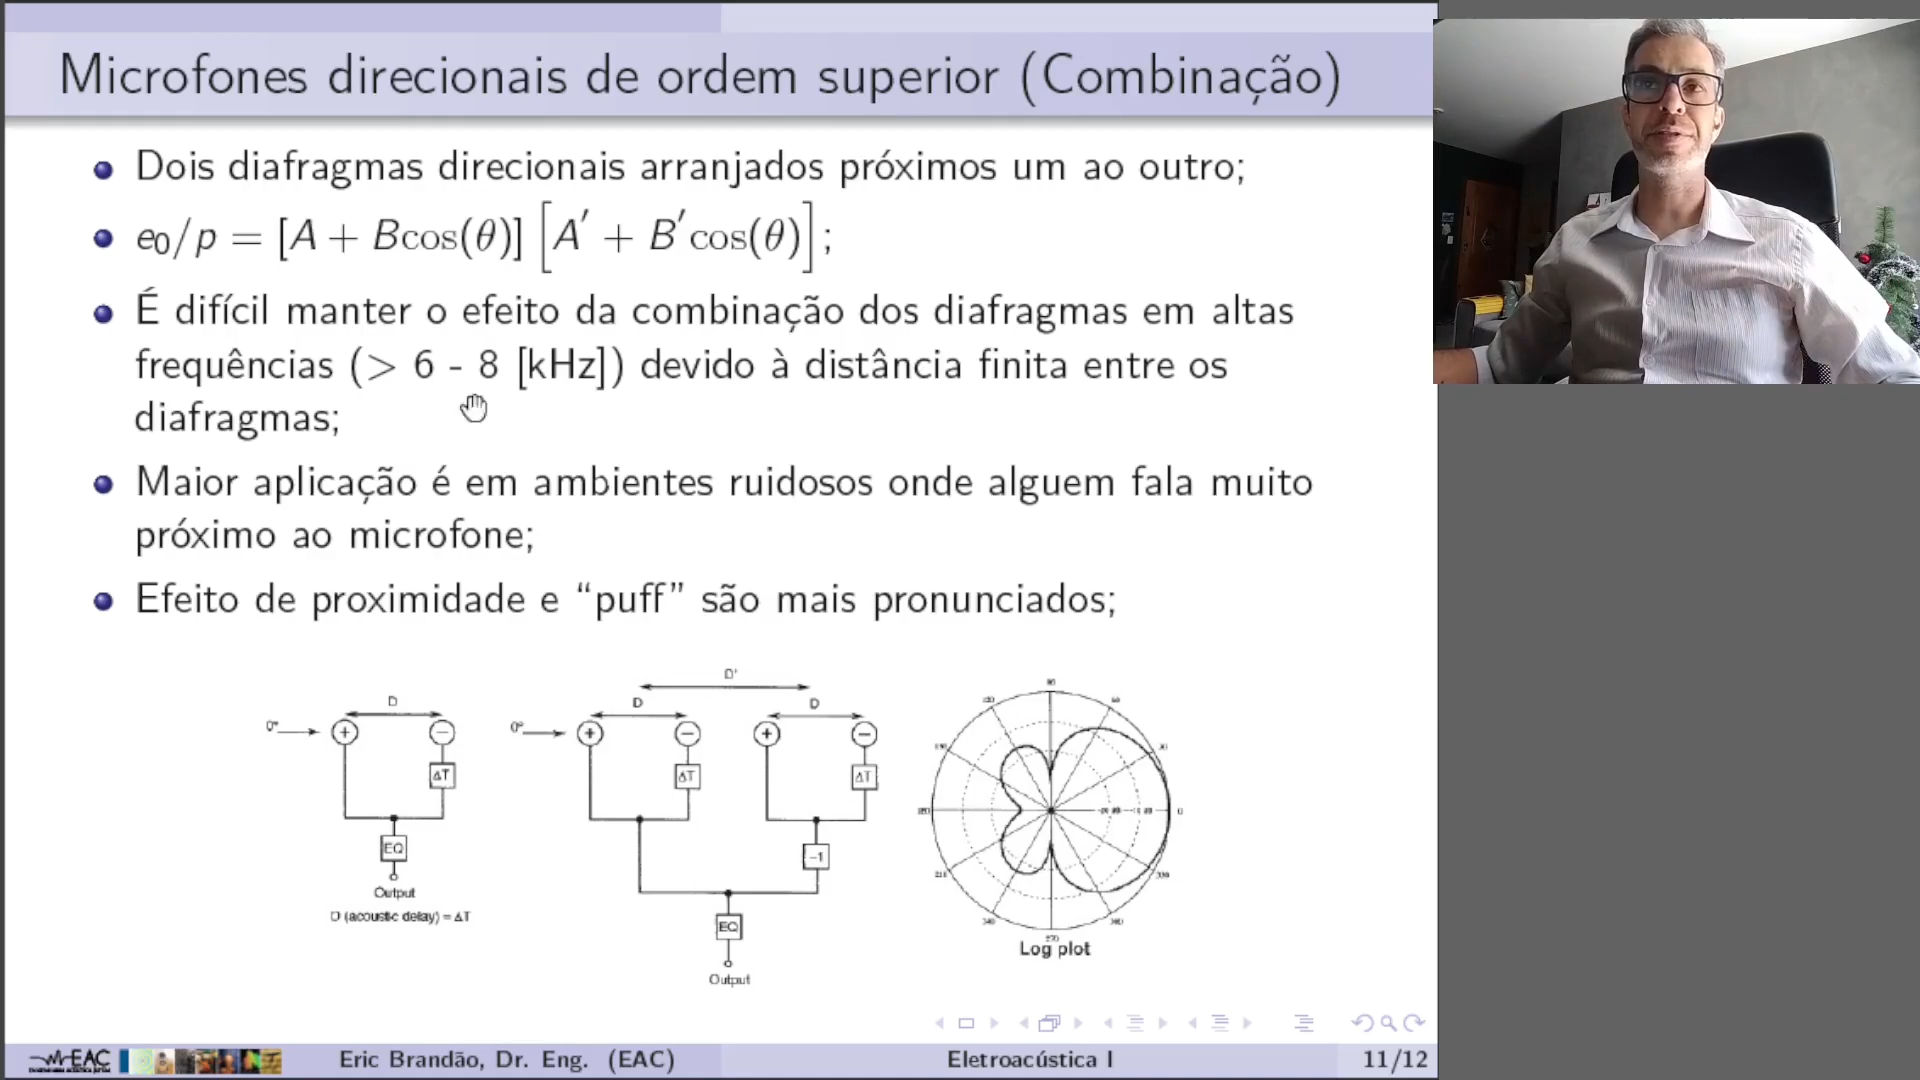 Microfones direcionais de ordem superior (Combinação)
Dois diafragmas direcionais arranjados próximos um ao outro;
e₀/p = [A + Bcos(θ)] [A′ + B′cos(θ)];
É difícil manter o efeito da combinação dos diafragmas em altas
frequências (> 6 - 8 [kHz]) devido à distância finita entre os
diafragmas;
Maior aplicação é em ambientes ruidosos onde alguem fala muito
próximo ao microfone;
Efeito de proximidade e “puff” são mais pronunciados;
D'
D
D
D
0°
+
−
0°
+
−
+
−
ΔT
ΔT
ΔT
EQ
-1
Output
D (acoustic delay) = ΔT
EQ
Output
Log plot
EAC
Eric Brandão, Dr. Eng. (EAC)
Eletroacústica I
11/12